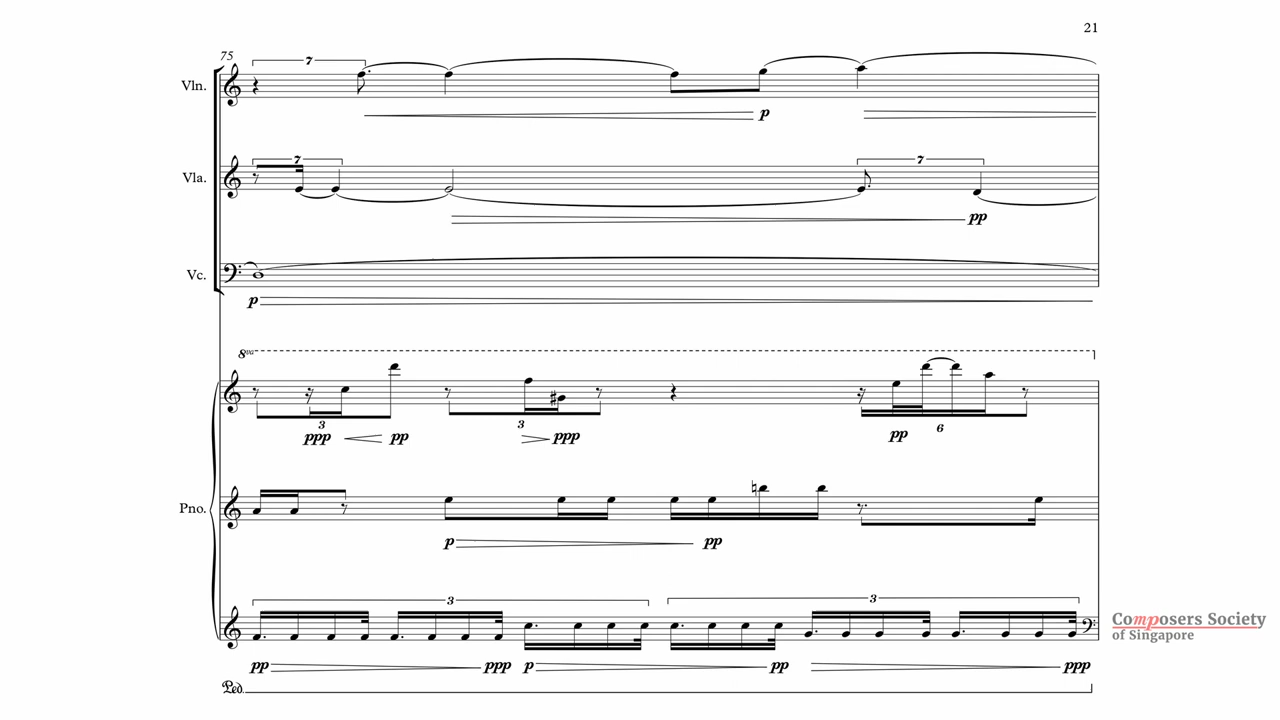 21
75
7
Vln.
p
7
7
Vla.
pp
Vc.
p
8va
3
3
6
ppp pp ppp pp
Pno.
p pp
3 3
Composers Society
of Singapore
pp ppp p pp ppp
Ped.